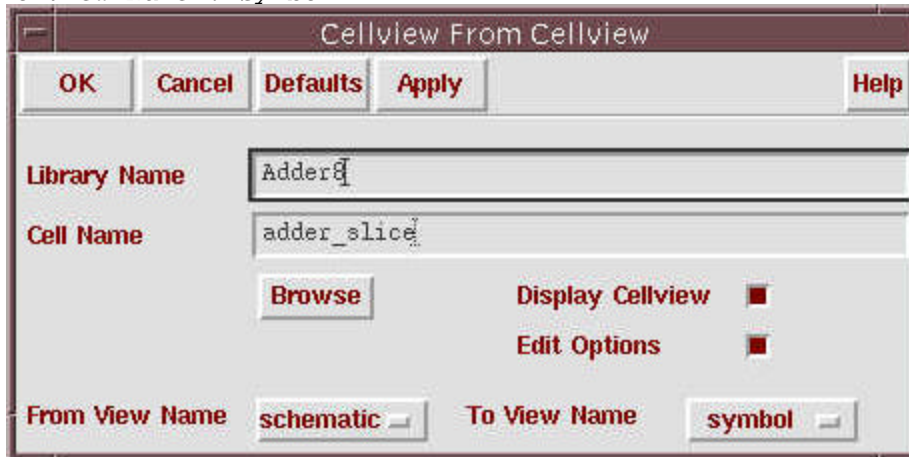 Cellview From Cellview
OK Cancel Defaults Apply Help
Library Name Adder8
Cell Name adder_slice
Browse Display Cellview
Edit Options
From View Name schematic To View Name symbol